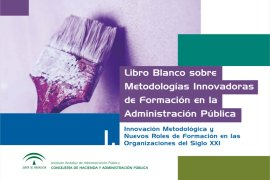 Libro Blanco sobre
Metodologías Innovadoras
de Formación en la
Administración Pública
I.
Innovación Metodológica y
Nuevos Roles de Formación en las
Organizaciones del Siglo XXI
Instituto Andaluz de Administración Pública
JUNTA DE ANDALUCIA
CONSEJERÍA DE HACIENDA Y ADMINISTRACIÓN PÚBLICA